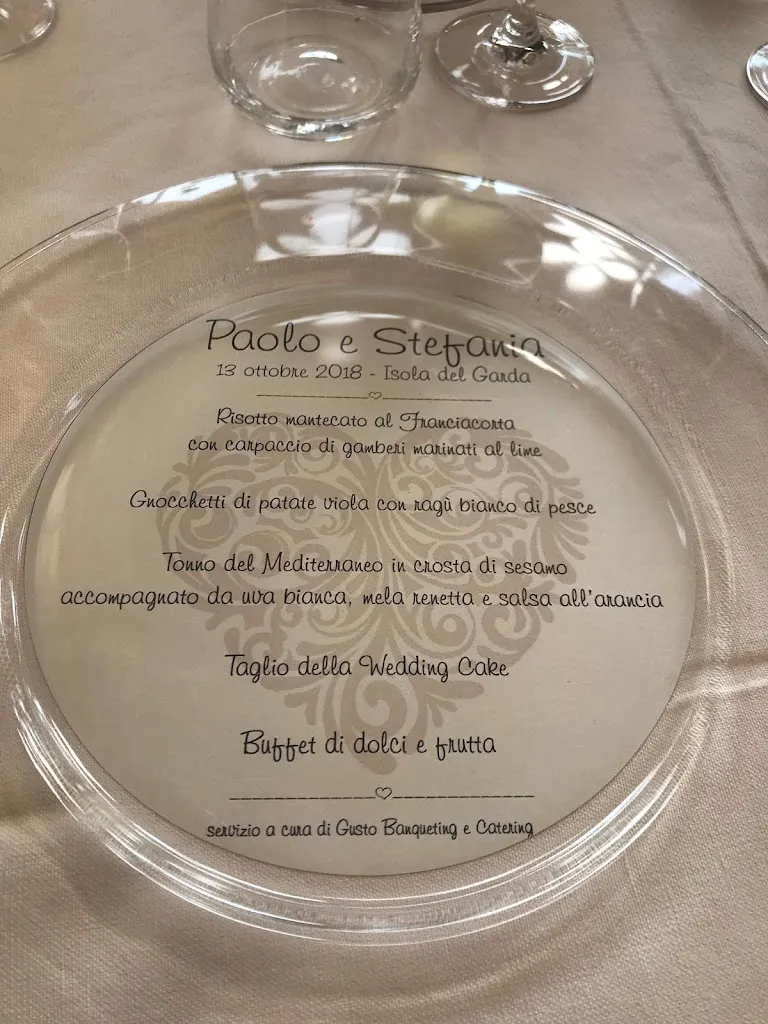 Paolo e Stefania
13 ottobre 2018 - Isola del Garda
Risotto mantecato al Franciacorta
con carpaccio di gamberi marinati al lime
Gnocchetti di patate viola con ragù bianco di pesce
Tonno del Mediterraneo in crosta di sesamo
accompagnato da uva bianca, mela renetta e salsa all'arancia
Taglio della Wedding Cake
Buffet di dolci e frutta
servizio a cura di Gusto Banqueting e Catering